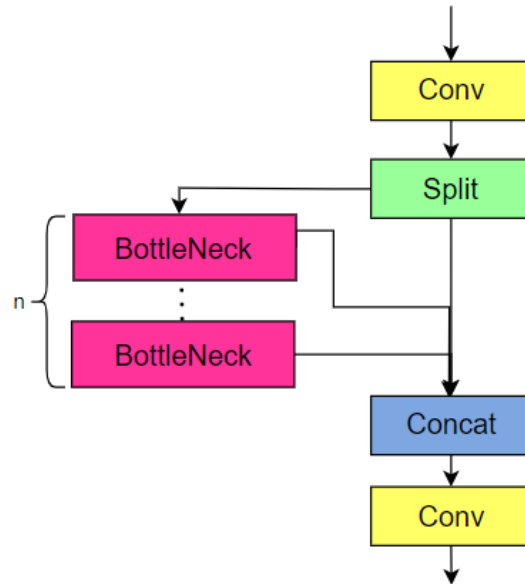 Conv
Split
BottleNeck
n
BottleNeck
Concat
Conv